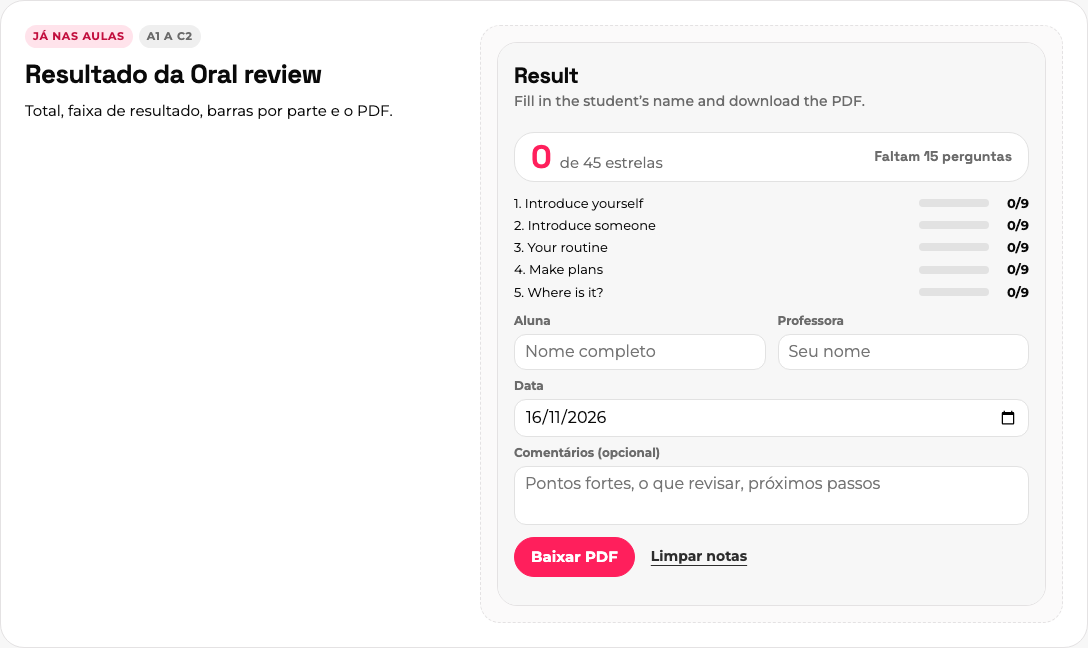 JÁ NAS AULAS
A1 A C2
Resultado da Oral review
Total, faixa de resultado, barras por parte e o PDF.
Result
Fill in the student's name and download the PDF.
0 de 45 estrelas
Faltam 15 perguntas
1. Introduce yourself 0/9
2. Introduce someone 0/9
3. Your routine 0/9
4. Make plans 0/9
5. Where is it? 0/9
Aluna
Nome completo
Professora
Seu nome
Data
16/11/2026
Comentários (opcional)
Pontos fortes, o que revisar, próximos passos
Baixar PDF
Limpar notas